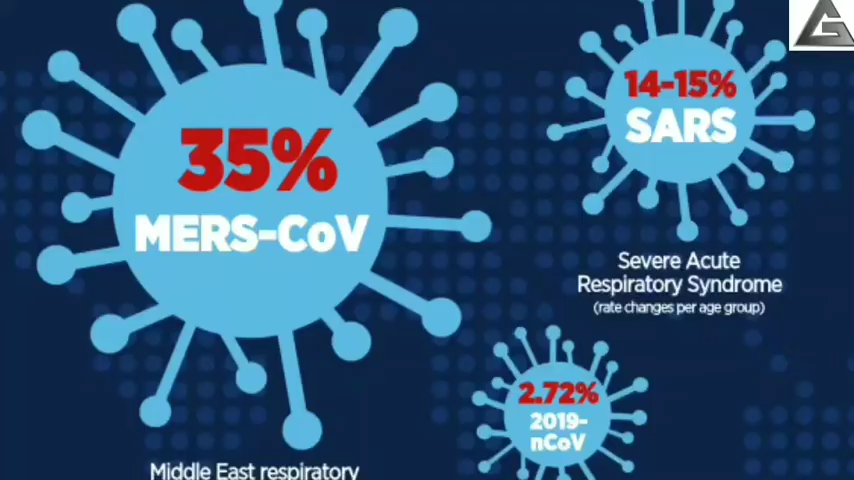 35%
MERS-CoV
Middle East respiratory
14-15%
SARS
Severe Acute
Respiratory Syndrome
(rate changes per age group)
2.72%
2019-
nCoV
G